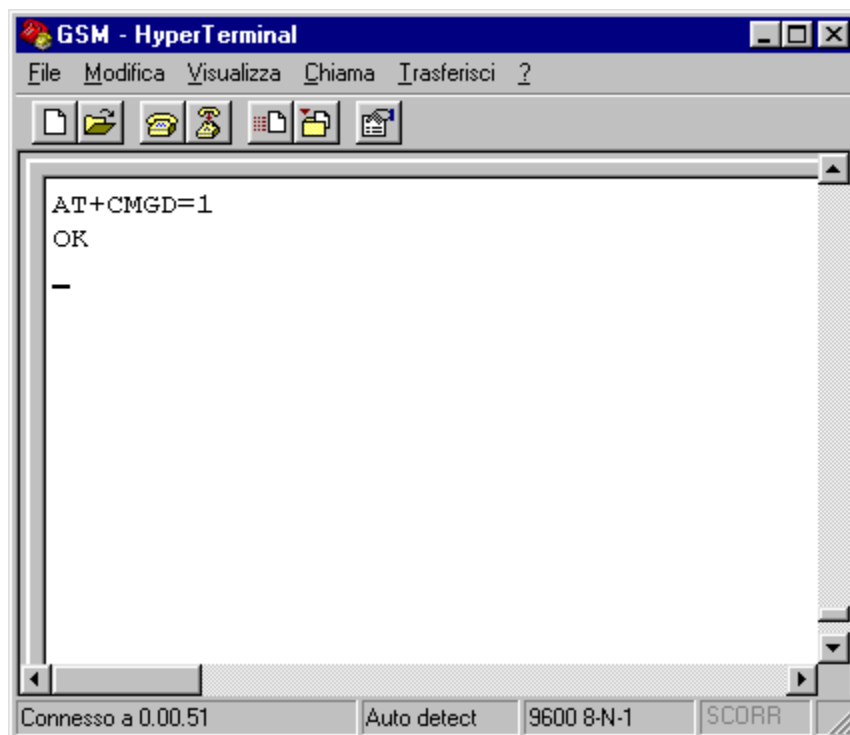 GSM - HyperTerminal
File Modifica Visualizza Chiama Trasferisci ?
AT+CMGD=1
OK
Connesso a 0.00.51 Auto detect 9600 8-N-1 SCORR